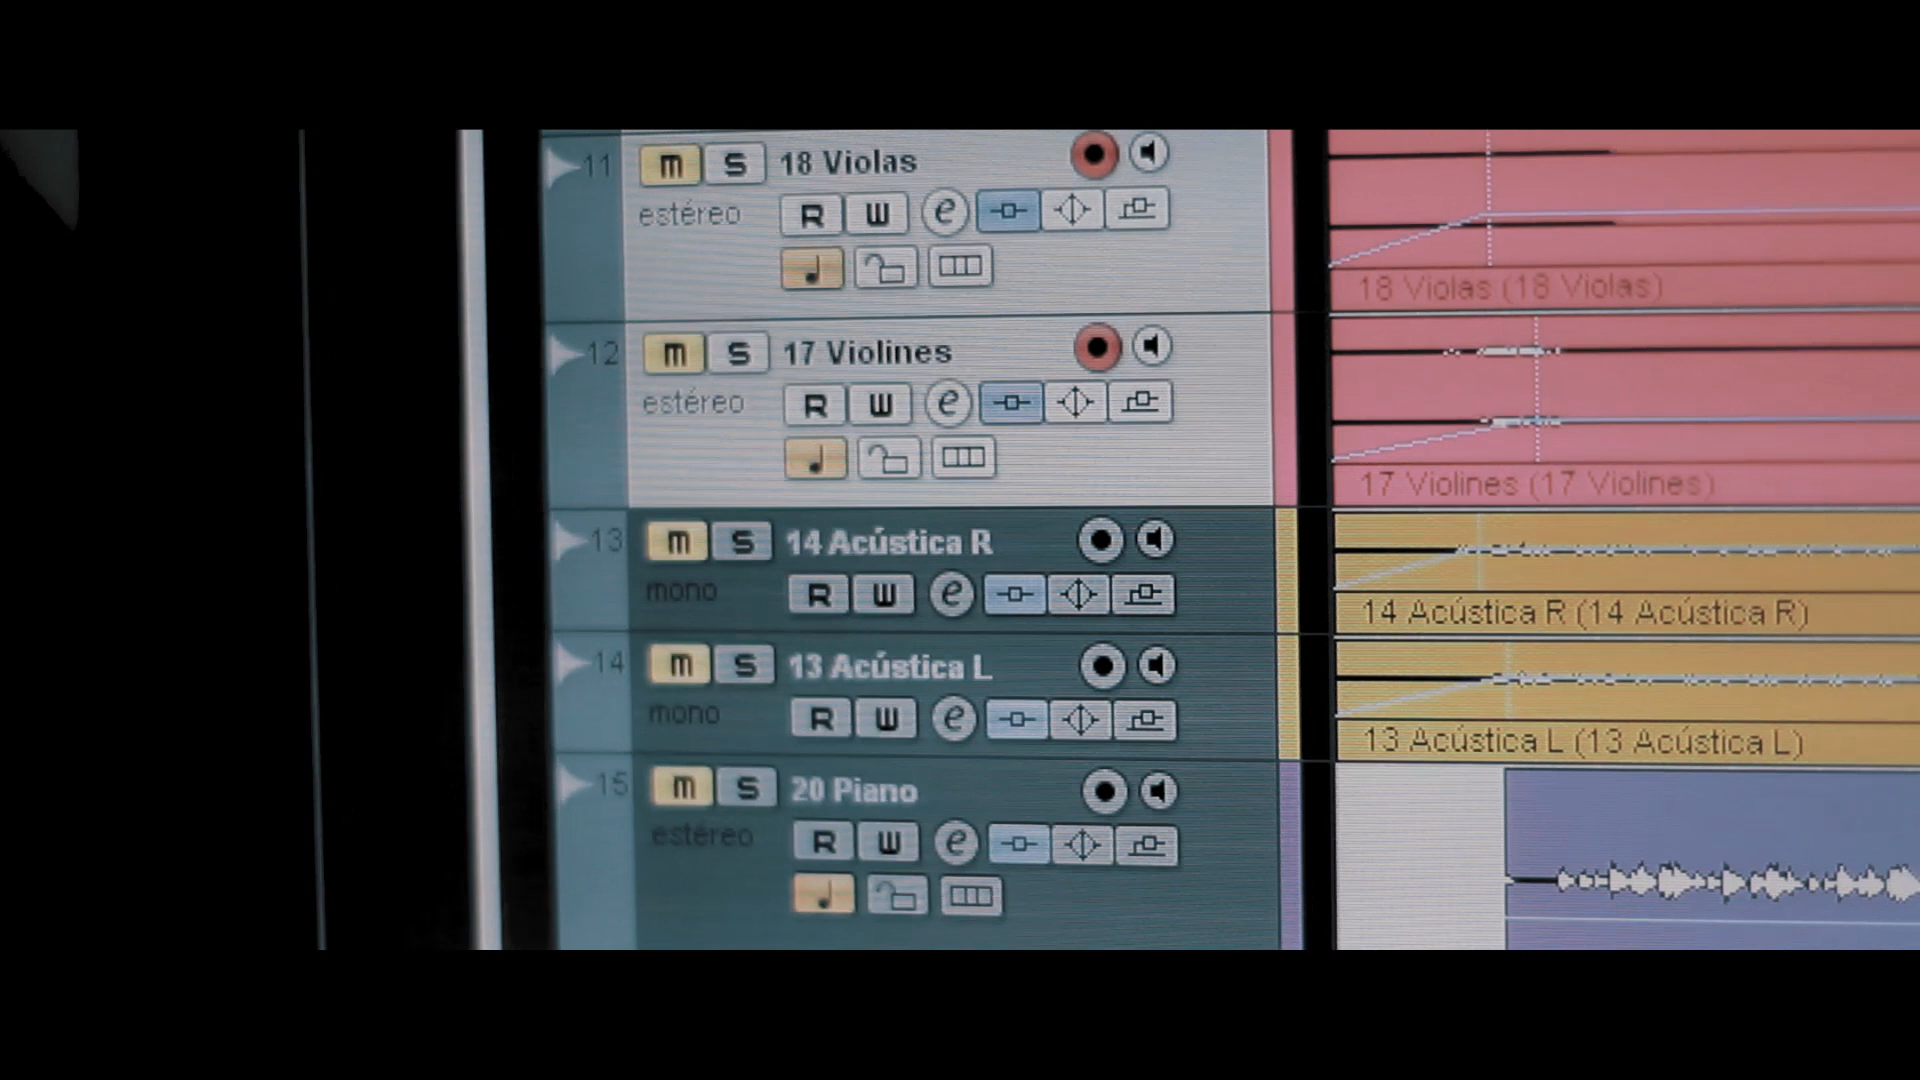 11 m S 18 Violas
estéreo R W e
18 Violas (18 Violas)
12 m S 17 Violines
estéreo R W e
17 Violines (17 Violines)
13 m S 14 Acústica R
mono R W e
14 Acústica R (14 Acústica R)
14 m S 13 Acústica L
mono R W e
13 Acústica L (13 Acústica L)
15 m S 20 Piano
estéreo R W e